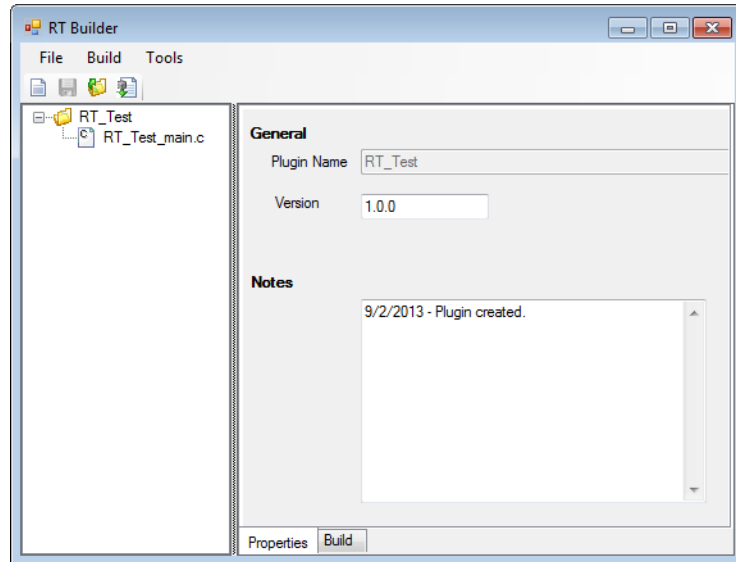 RT Builder
File Build Tools
RT_Test
RT_Test_main.c
General
Plugin Name RT_Test
Version 1.0.0
Notes
9/2/2013 - Plugin created.
Properties Build